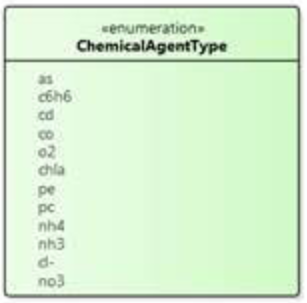 «enumeration»
ChemicalAgentType
as
c6h6
cd
co
o2
chla
pe
pc
nh4
nh3
cl-
no3